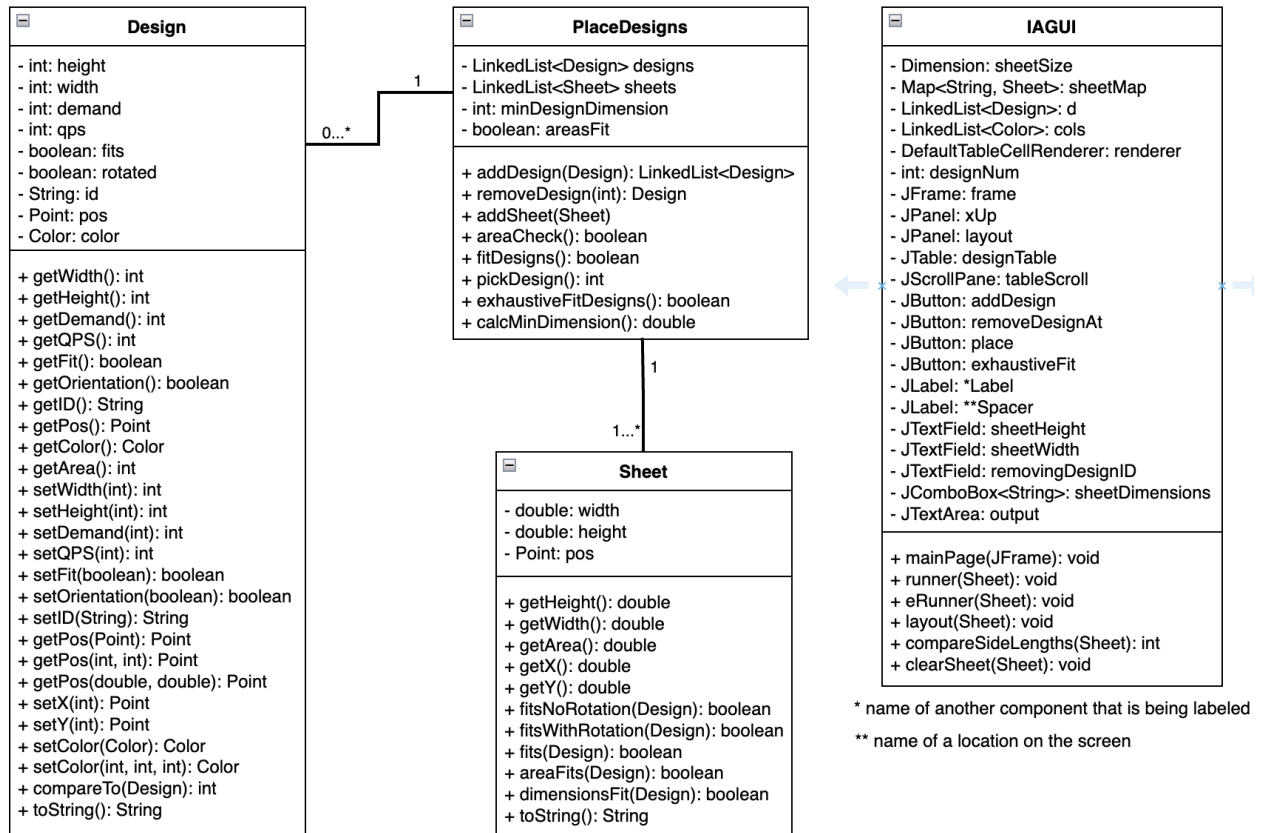 Design
- int: height
- int: width
- int: demand
- int: qps
- boolean: fits
- boolean: rotated
- String: id
- Point: pos
- Color: color
+ getWidth(): int
+ getHeight(): int
+ getDemand(): int
+ getQPS(): int
+ getFit(): boolean
+ getOrientation(): boolean
+ getID(): String
+ getPos(): Point
+ getColor(): Color
+ getArea(): int
+ setWidth(int): int
+ setHeight(int): int
+ setDemand(int): int
+ setQPS(int): int
+ setFit(boolean): boolean
+ setOrientation(boolean): boolean
+ setID(String): String
+ getPos(Point): Point
+ getPos(int, int): Point
+ getPos(double, double): Point
+ setX(int): Point
+ setY(int): Point
+ setColor(Color): Color
+ setColor(int, int, int): Color
+ compareTo(Design): int
+ toString(): String
0...*
1
PlaceDesigns
- LinkedList<Design> designs
- LinkedList<Sheet> sheets
- int: minDesignDimension
- boolean: areasFit
+ addDesign(Design): LinkedList<Design>
+ removeDesign(int): Design
+ addSheet(Sheet)
+ areaCheck(): boolean
+ fitDesigns(): boolean
+ pickDesign(): int
+ exhaustiveFitDesigns(): boolean
+ calcMinDimension(): double
1
1...*
Sheet
- double: width
- double: height
- Point: pos
+ getHeight(): double
+ getWidth(): double
+ getArea(): double
+ getX(): double
+ getY(): double
+ fitsNoRotation(Design): boolean
+ fitsWithRotation(Design): boolean
+ fits(Design): boolean
+ areaFits(Design): boolean
+ dimensionsFit(Design): boolean
+ toString(): String
IAGUI
- Dimension: sheetSize
- Map<String, Sheet>: sheetMap
- LinkedList<Design>: d
- LinkedList<Color>: cols
- DefaultTableCellRenderer: renderer
- int: designNum
- JFrame: frame
- JPanel: xUp
- JPanel: layout
- JTable: designTable
- JScrollPane: tableScroll
- JButton: addDesign
- JButton: removeDesignAt
- JButton: place
- JButton: exhaustiveFit
- JLabel: *Label
- JLabel: **Spacer
- JTextField: sheetHeight
- JTextField: sheetWidth
- JTextField: removingDesignID
- JComboBox<String>: sheetDimensions
- JTextArea: output
+ mainPage(JFrame): void
+ runner(Sheet): void
+ eRunner(Sheet): void
+ layout(Sheet): void
+ compareSideLengths(Sheet): int
+ clearSheet(Sheet): void
* name of another component that is being labeled
** name of a location on the screen